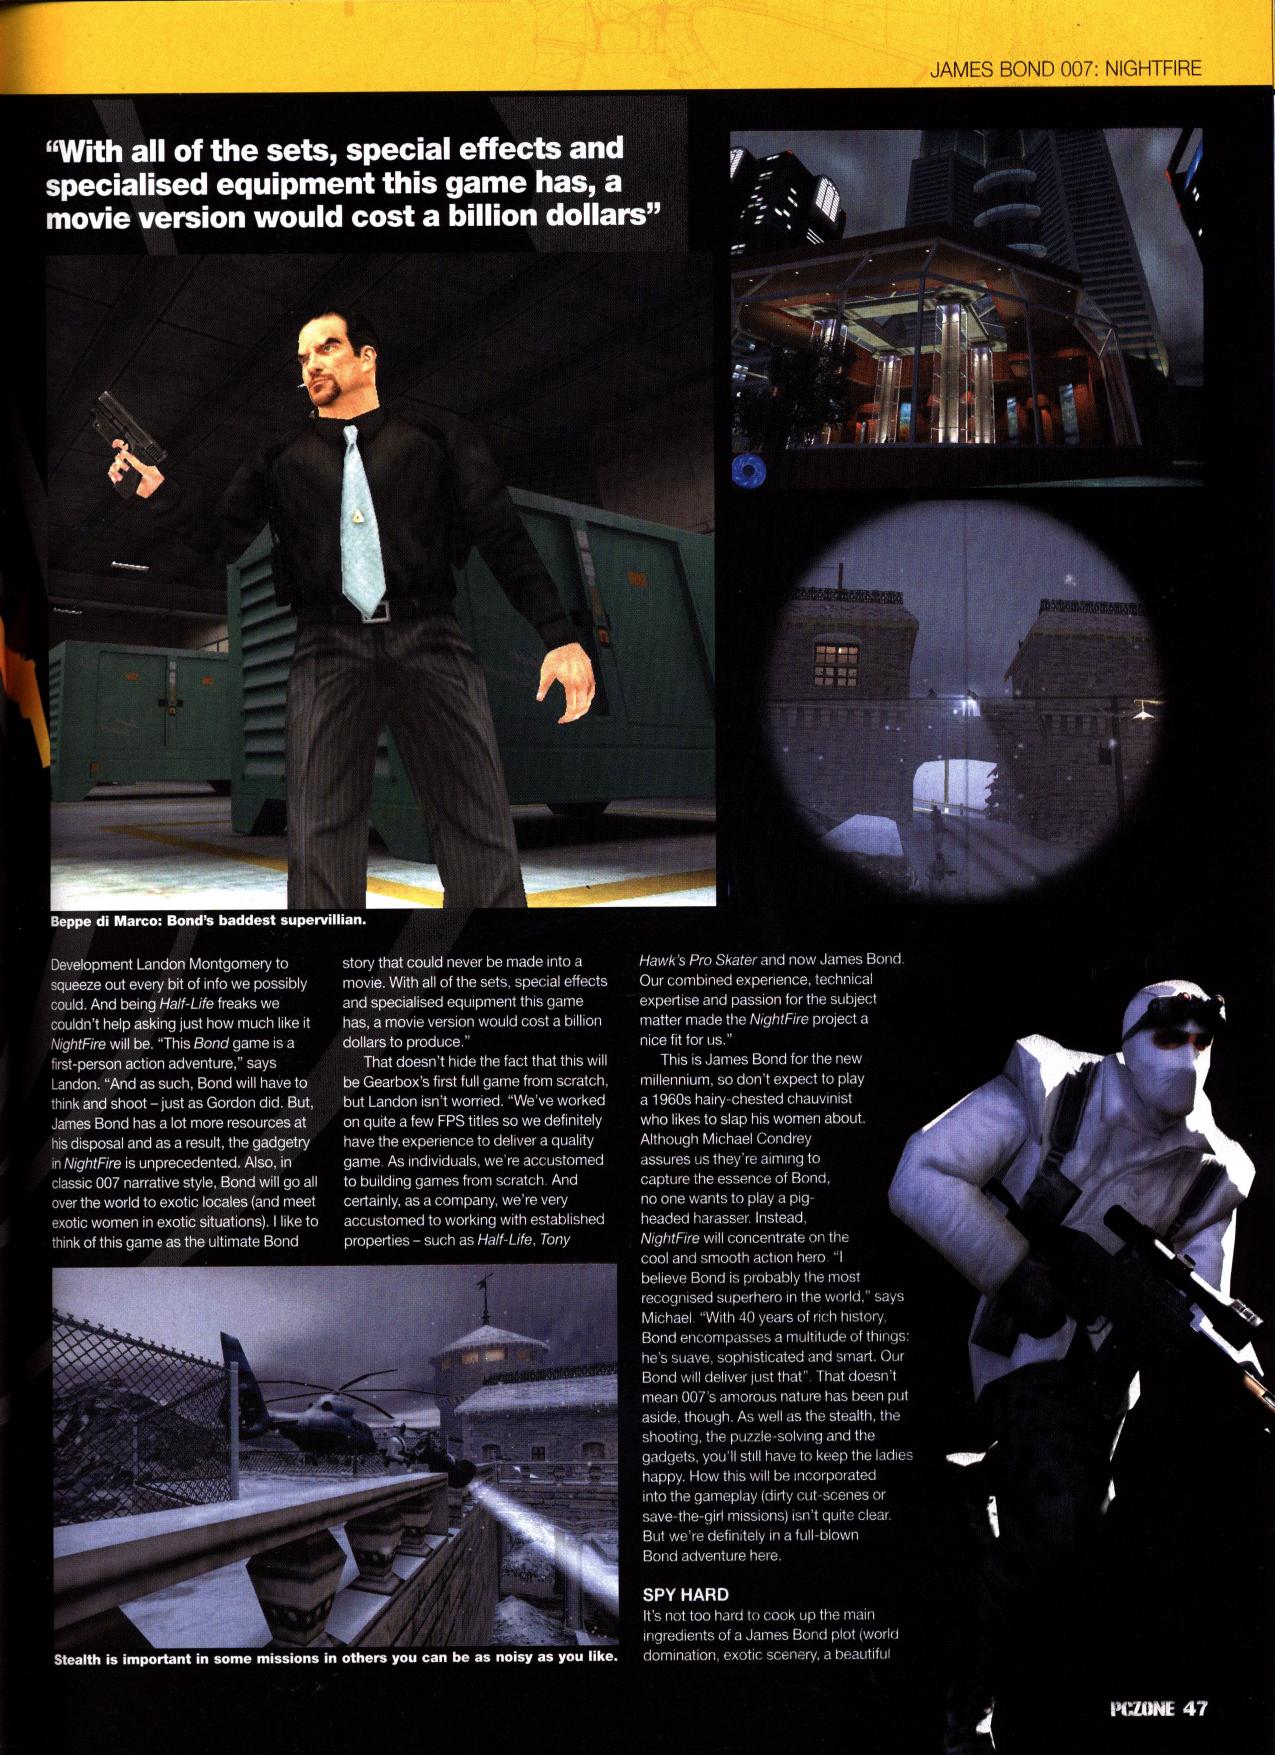 JAMES BOND 007: NIGHTFIRE
“With all of the sets, special effects and
specialised equipment this game has, a
movie version would cost a billion dollars”
Beppe di Marco: Bond’s baddest supervillian.
Development Landon Montgomery to
squeeze out every bit of info we possibly
could. And being Half-Life freaks we
couldn’t help asking just how much like it
NightFire will be. “This Bond game is a
first-person action adventure,” says
Landon. “And as such, Bond will have to
think and shoot – just as Gordon did. But,
James Bond has a lot more resources at
his disposal and as a result, the gadgetry
in NightFire is unprecedented. Also, in
classic 007 narrative style, Bond will go all
over the world to exotic locales (and meet
exotic women in exotic situations). I like to
think of this game as the ultimate Bond
story that could never be made into a
movie. With all of the sets, special effects
and specialised equipment this game
has, a movie version would cost a billion
dollars to produce.”
That doesn’t hide the fact that this will
be Gearbox’s first full game from scratch,
but Landon isn’t worried. “We’ve worked
on quite a few FPS titles so we definitely
have the experience to deliver a quality
game. As individuals, we’re accustomed
to building games from scratch. And
certainly, as a company, we’re very
accustomed to working with established
properties – such as Half-Life, Tony
Hawk’s Pro Skater and now James Bond.
Our combined experience, technical
expertise and passion for the subject
matter made the NightFire project a
nice fit for us.”
This is James Bond for the new
millennium, so don’t expect to play
a 1960s hairy-chested chauvinist
who likes to slap his women about.
Although Michael Condrey
assures us they’re aiming to
capture the essence of Bond,
no one wants to play a pig-
headed harasser. Instead,
NightFire will concentrate on the
cool and smooth action hero. “I
believe Bond is probably the most
recognised superhero in the world,” says
Michael. “With 40 years of rich history,
Bond encompasses a multitude of things:
he’s suave, sophisticated and smart. Our
Bond will deliver just that”. That doesn’t
mean 007’s amorous nature has been put
aside, though. As well as the stealth, the
shooting, the puzzle-solving and the
gadgets, you’ll still have to keep the ladies
happy. How this will be incorporated
into the gameplay (dirty cut-scenes or
save-the-girl missions) isn’t quite clear.
But we’re definitely in a full-blown
Bond adventure here.
SPY HARD
It’s not too hard to cook up the main
ingredients of a James Bond plot (world
domination, exotic scenery, a beautiful
Stealth is important in some missions in others you can be as noisy as you like.
PCZONE 47